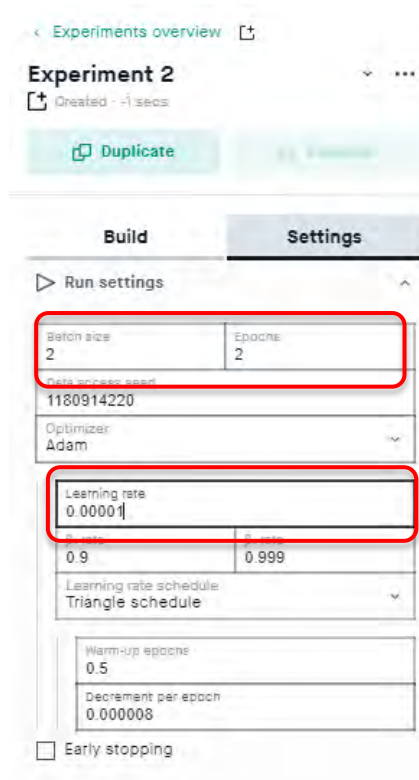 ‹ Experiments overview
Experiment 2
Created - -1 secs
Duplicate
Build Settings
Run settings
Batch size Epochs
2 2
Data access seed
1180914220
Optimizer
Adam
Learning rate
0.00001
rate rate
0.9 0.999
Learning rate schedule
Triangle schedule
Warm-up epochs
0.5
Decrement per epoch
0.000008
Early stopping